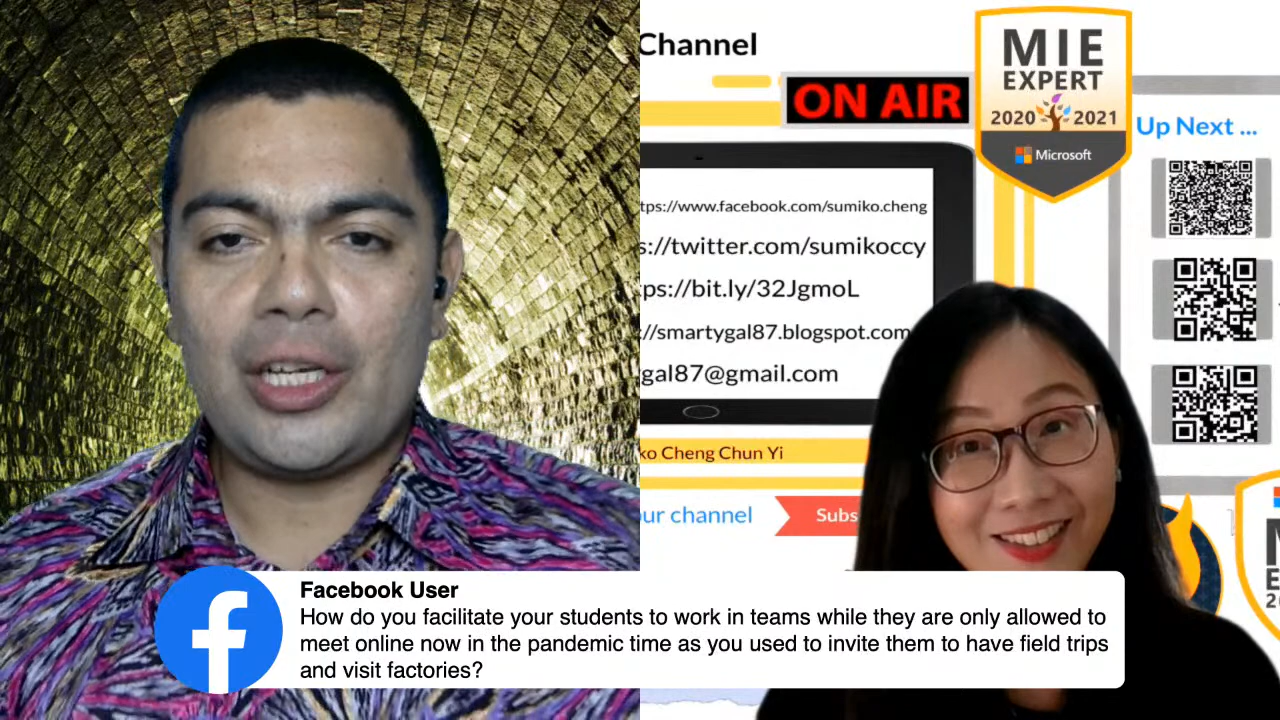 Channel
ON AIR
MIE
EXPERT
2020 2021
Microsoft
Up Next ...
tps://www.facebook.com/sumiko.cheng
s://twitter.com/sumikoccy
ps://bit.ly/32JgmoL
://smartygal87.blogspot.com
gal87@gmail.com
ko Cheng Chun Yi
ur channel
Subs
Facebook User
How do you facilitate your students to work in teams while they are only allowed to
meet online now in the pandemic time as you used to invite them to have field trips
and visit factories?